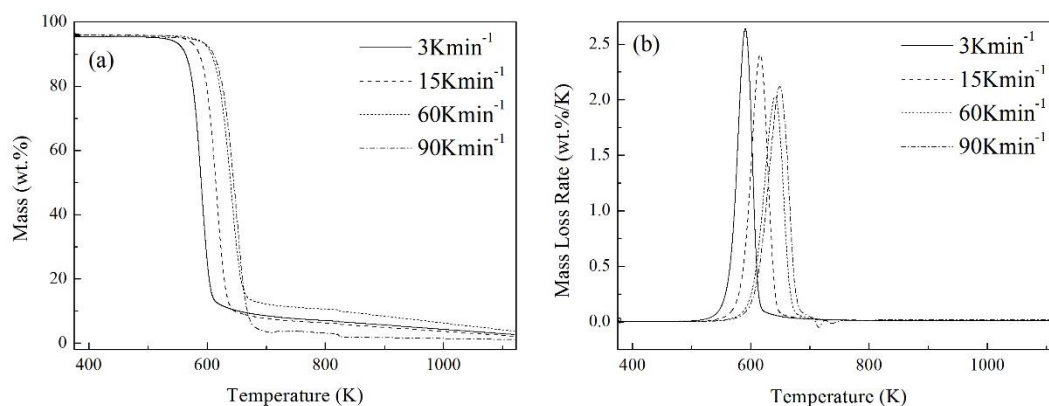 (a)
3Kmin⁻¹
15Kmin⁻¹
60Kmin⁻¹
90Kmin⁻¹
100
80
60
40
20
0
Mass (wt.%)
400 600 800 1000
Temperature (K)
(b)
3Kmin⁻¹
15Kmin⁻¹
60Kmin⁻¹
90Kmin⁻¹
2.5
2.0
1.5
1.0
0.5
0.0
Mass Loss Rate (wt.%/K)
400 600 800 1000
Temperature (K)